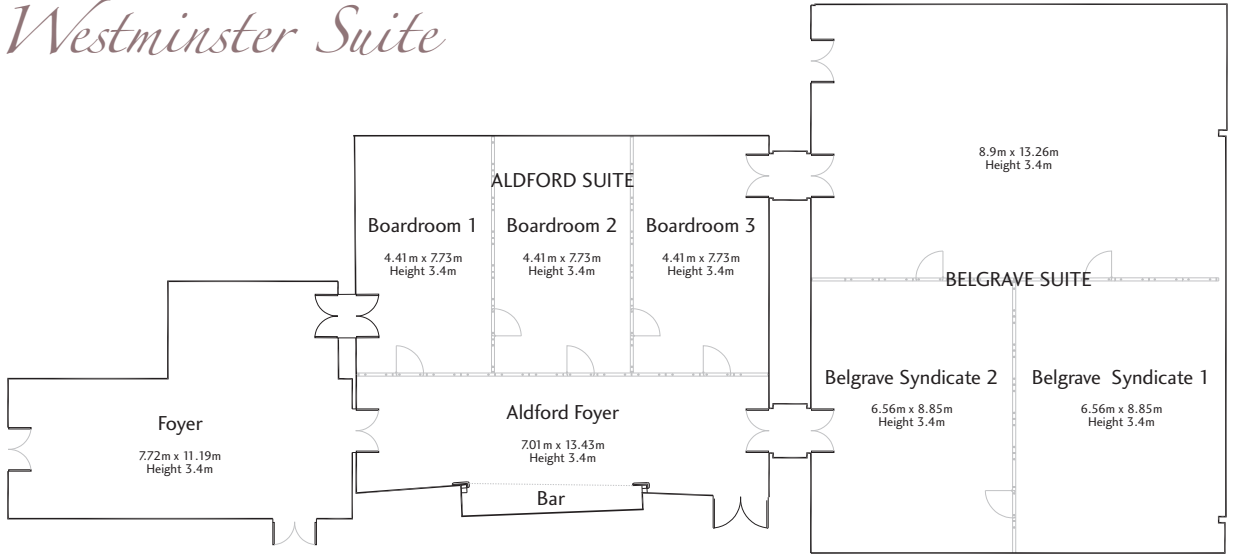 Westminster Suite
8.9m x 13.26m
Height 3.4m
ALDFORD SUITE
Boardroom 1
4.41m x 7.73m
Height 3.4m
Boardroom 2
4.41m x 7.73m
Height 3.4m
Boardroom 3
4.41m x 7.73m
Height 3.4m
BELGRAVE SUITE
Belgrave Syndicate 2
6.56m x 8.85m
Height 3.4m
Belgrave Syndicate 1
6.56m x 8.85m
Height 3.4m
Foyer
7.72m x 11.19m
Height 3.4m
Aldford Foyer
7.01m x 13.43m
Height 3.4m
Bar